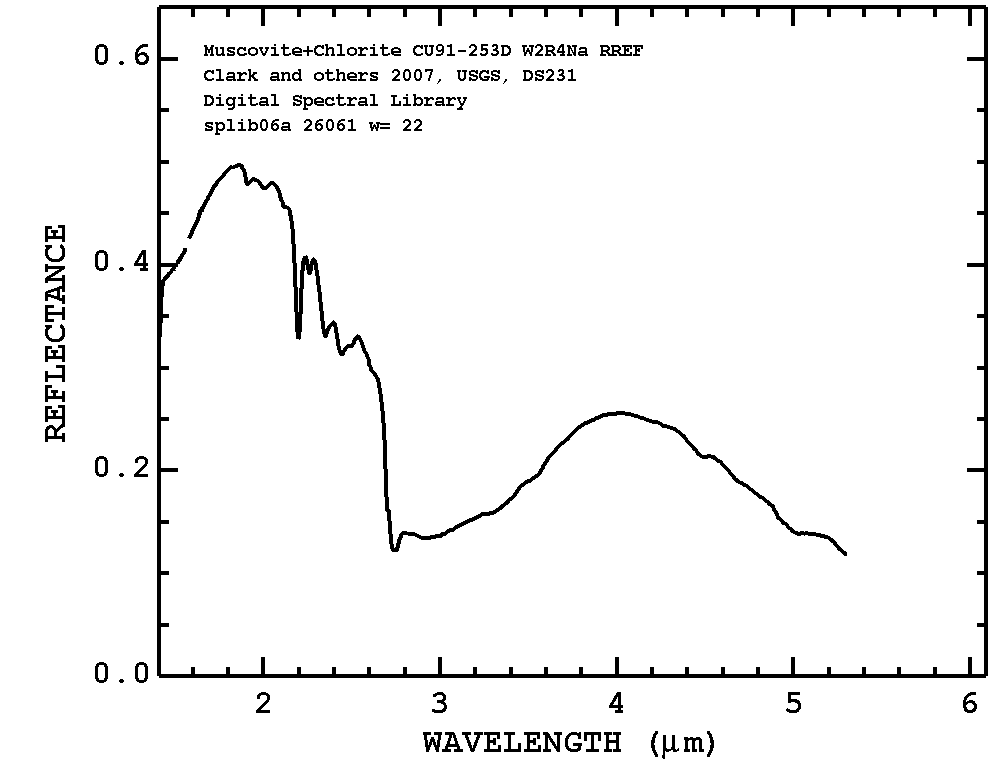 0.6
Muscovite+Chlorite CU91-253D W2R4Na RREF
Clark and others 2007, USGS, DS231
Digital Spectral Library
splib06a 26061 w= 22
0.4
REFLECTANCE
0.2
0.0
2 3 4 5 6
WAVELENGTH (μm)